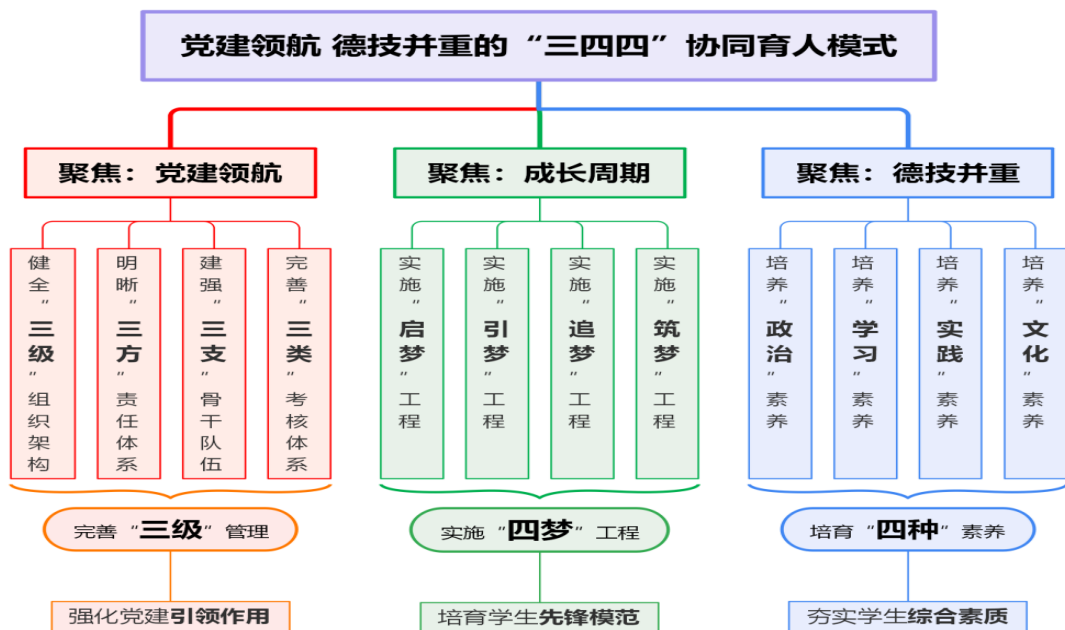 党建领航 德技并重的“三四四”协同育人模式
聚焦：党建领航
聚焦：成长周期
聚焦：德技并重
健全“三级”组织架构
明晰“三方”责任体系
建强“三支”骨干队伍
完善“三类”考核体系
实施“启梦”工程
实施“引梦”工程
实施“追梦”工程
实施“筑梦”工程
培养“政治”素养
培养“学习”素养
培养“实践”素养
培养“文化”素养
完善“三级”管理
实施“四梦”工程
培育“四种”素养
强化党建引领作用
培育学生先锋模范
夯实学生综合素质